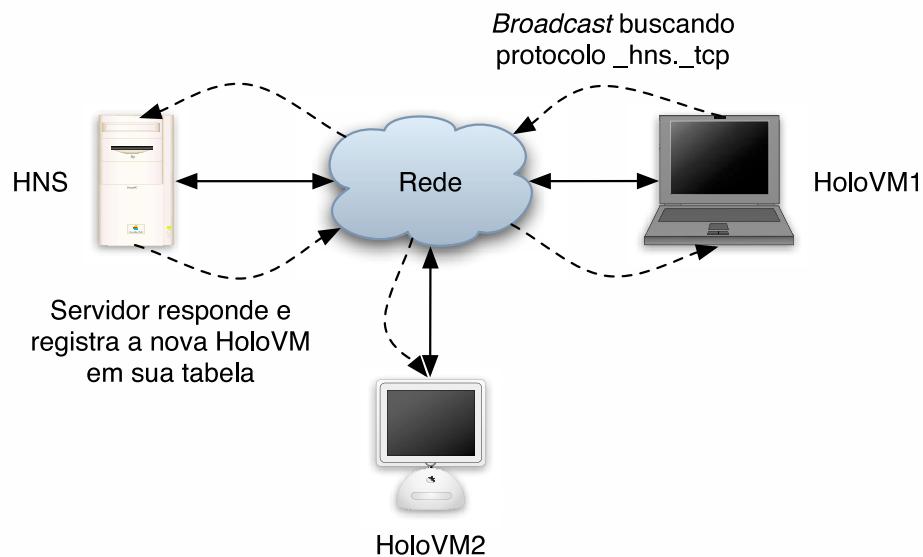 Broadcast buscando
protocolo _hns._tcp
HNS
Rede
HoloVM1
Servidor responde e
registra a nova HoloVM
em sua tabela
HoloVM2